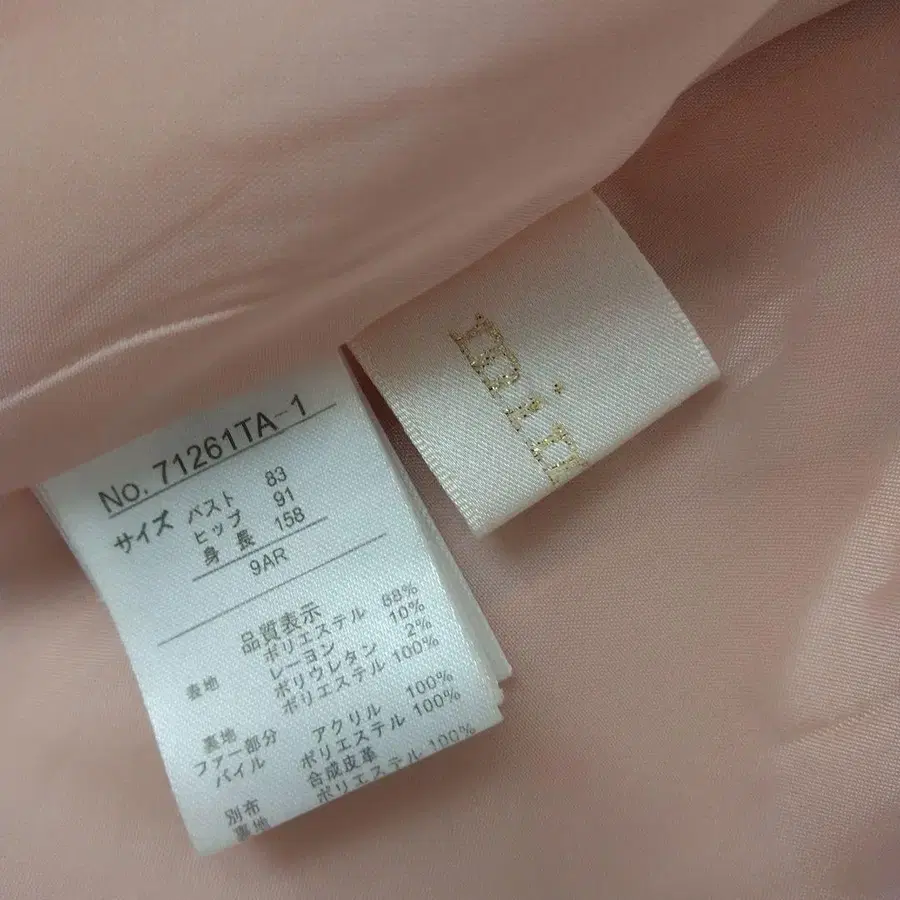 No. 71261TA-1
サイズ バスト 83
ヒップ 91
身 長 158
9AR
品質表示
表地 ポリエステル 88%
レーヨン 10%
ポリウレタン 2%
裏地 ポリエステル 100%
ファー部分
パイル アクリル 100%
ポリエステル 100%
別布 合成皮革
裏地 ポリエステル 100%